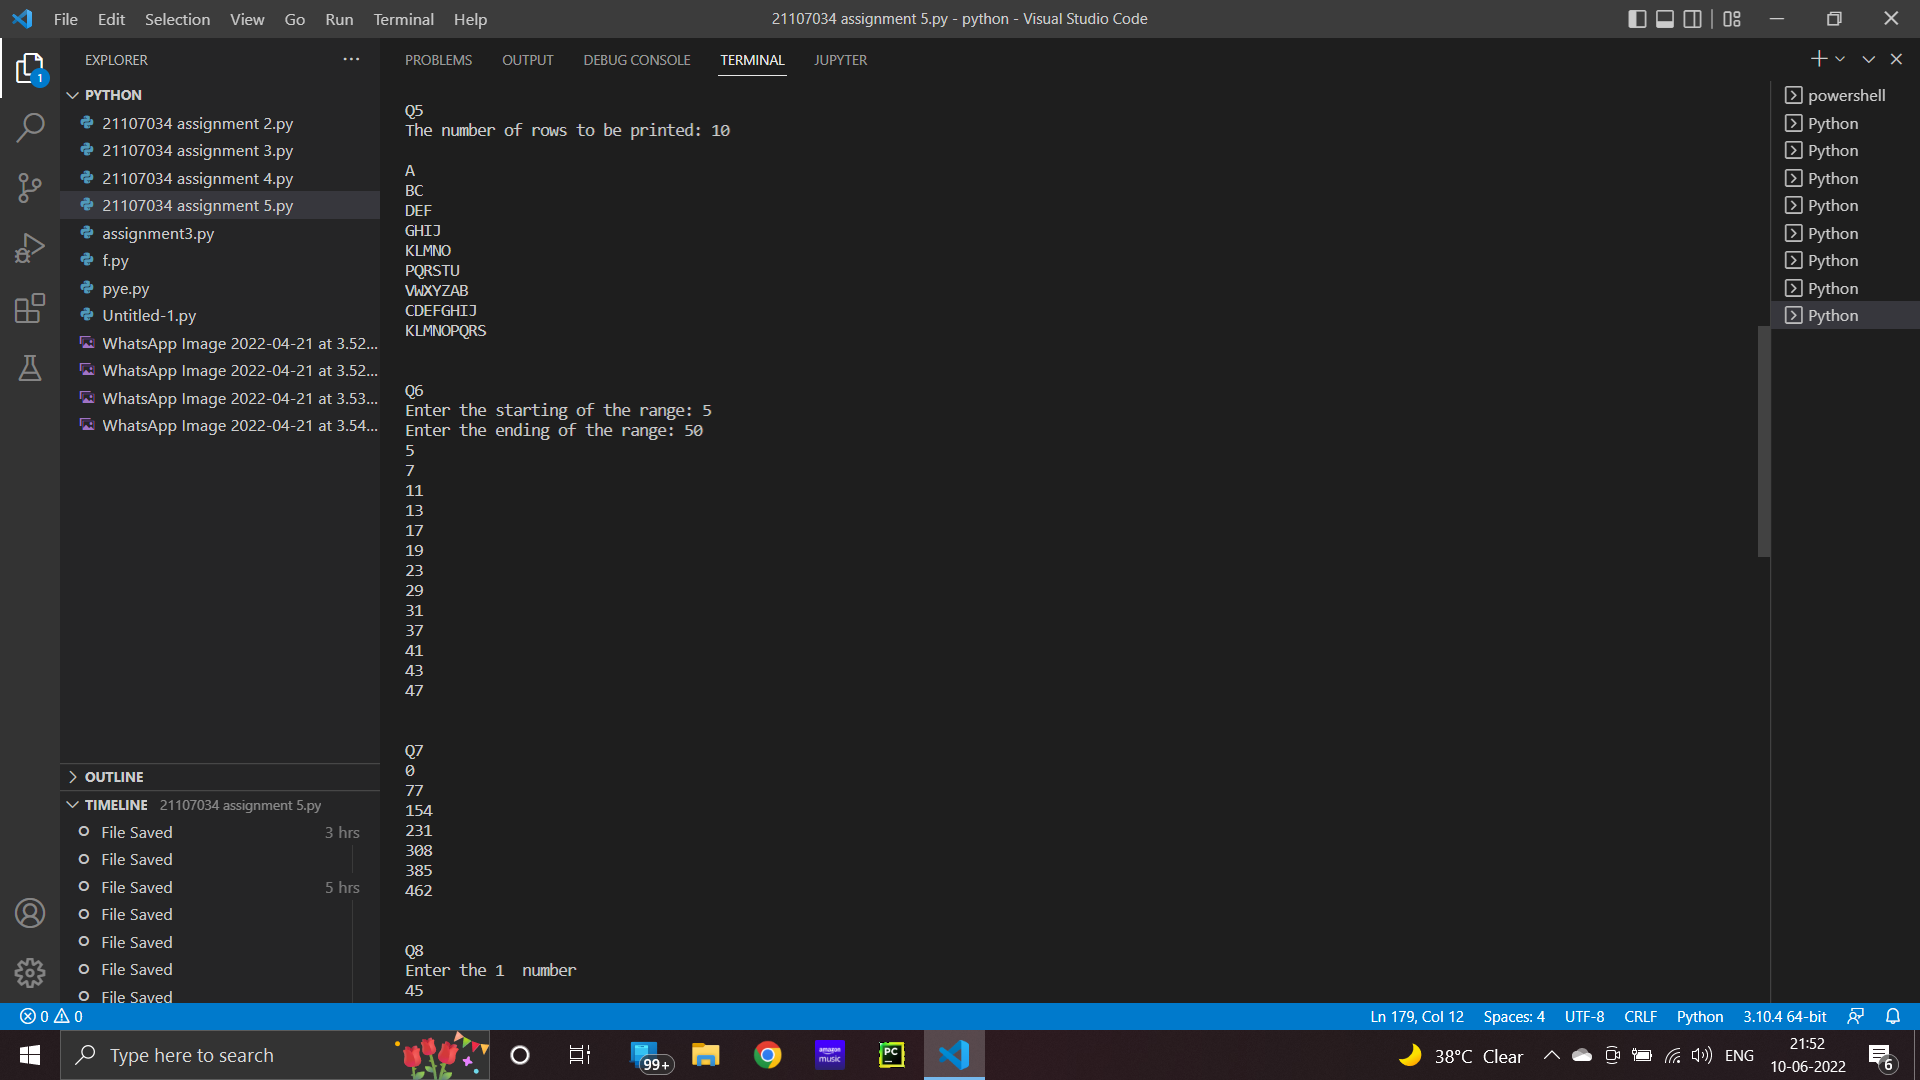 File Edit Selection View Go Run Terminal Help
21107034 assignment 5.py - python - Visual Studio Code
EXPLORER
1
PYTHON
21107034 assignment 2.py
21107034 assignment 3.py
21107034 assignment 4.py
21107034 assignment 5.py
assignment3.py
f.py
pye.py
Untitled-1.py
WhatsApp Image 2022-04-21 at 3.52...
WhatsApp Image 2022-04-21 at 3.52...
WhatsApp Image 2022-04-21 at 3.53...
WhatsApp Image 2022-04-21 at 3.54...
OUTLINE
TIMELINE 21107034 assignment 5.py
File Saved 3 hrs
File Saved
File Saved 5 hrs
File Saved
File Saved
File Saved
File Saved
PROBLEMS OUTPUT DEBUG CONSOLE TERMINAL JUPYTER
Q5
The number of rows to be printed: 10
A
BC
DEF
GHIJ
KLMNO
PQRSTU
VWXYZAB
CDEFGHIJ
KLMNOPQRS
Q6
Enter the starting of the range: 5
Enter the ending of the range: 50
5
7
11
13
17
19
23
29
31
37
41
43
47
Q7
0
77
154
231
308
385
462
Q8
Enter the 1  number
45
powershell
Python
Python
Python
Python
Python
Python
Python
Python
0 0
Ln 179, Col 12 Spaces: 4 UTF-8 CRLF Python 3.10.4 64-bit
Type here to search
99+
amazon music
PC
38°C Clear
ENG
21:52
10-06-2022
6